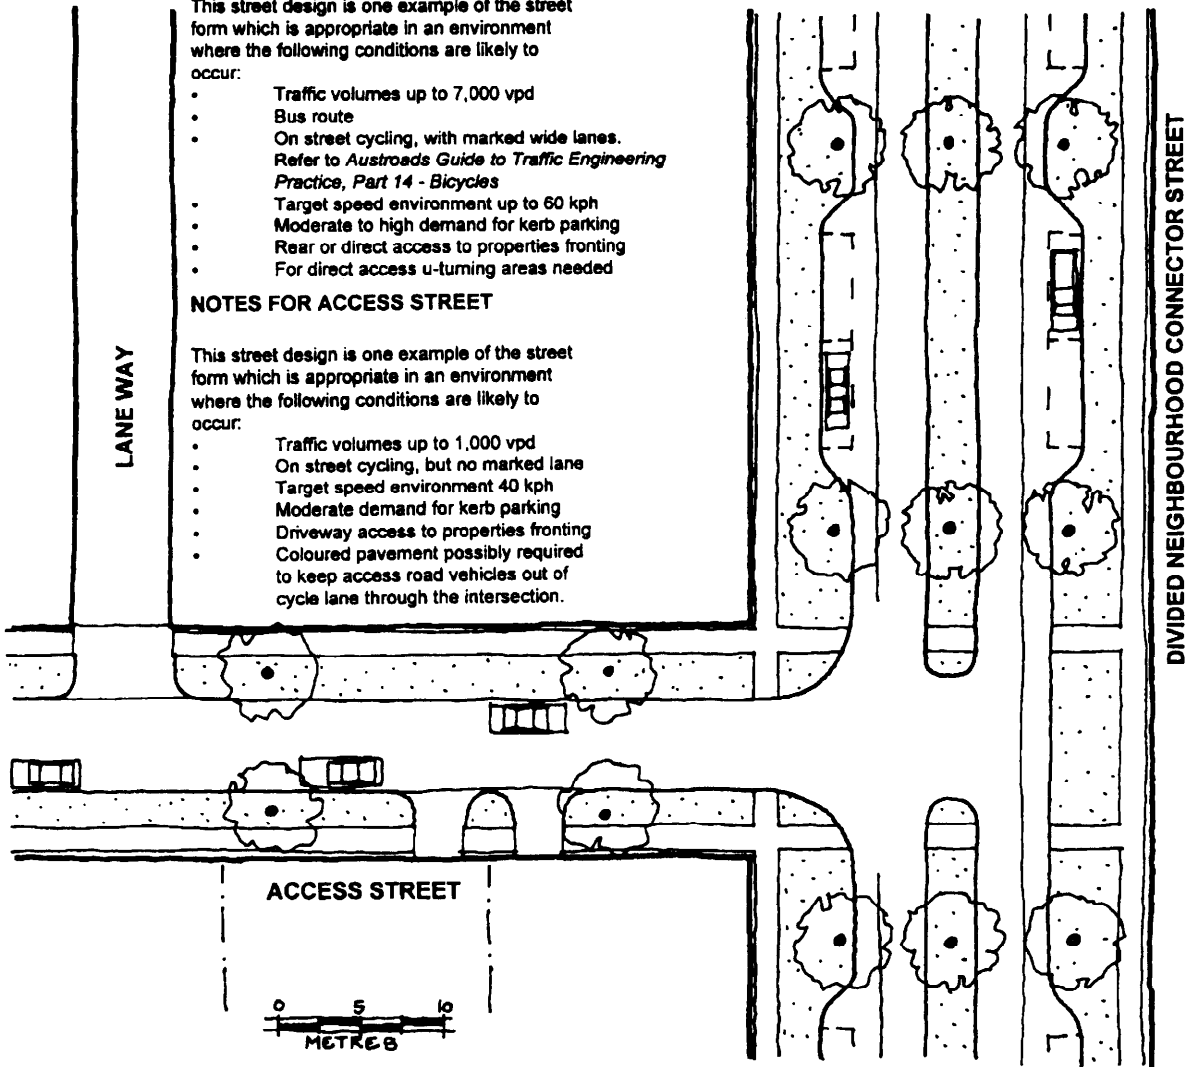 This street design is one example of the street
form which is appropriate in an environment
where the following conditions are likely to
occur:
• Traffic volumes up to 7,000 vpd
• Bus route
• On street cycling, with marked wide lanes.
Refer to Austroads Guide to Traffic Engineering
Practice, Part 14 - Bicycles
• Target speed environment up to 60 kph
• Moderate to high demand for kerb parking
• Rear or direct access to properties fronting
• For direct access u-turning areas needed
NOTES FOR ACCESS STREET
This street design is one example of the street
form which is appropriate in an environment
where the following conditions are likely to
occur:
• Traffic volumes up to 1,000 vpd
• On street cycling, but no marked lane
• Target speed environment 40 kph
• Moderate demand for kerb parking
• Driveway access to properties fronting
• Coloured pavement possibly required
to keep access road vehicles out of
cycle lane through the intersection.
LANE WAY
DIVIDED NEIGHBOURHOOD CONNECTOR STREET
ACCESS STREET
0 5 10
METRES